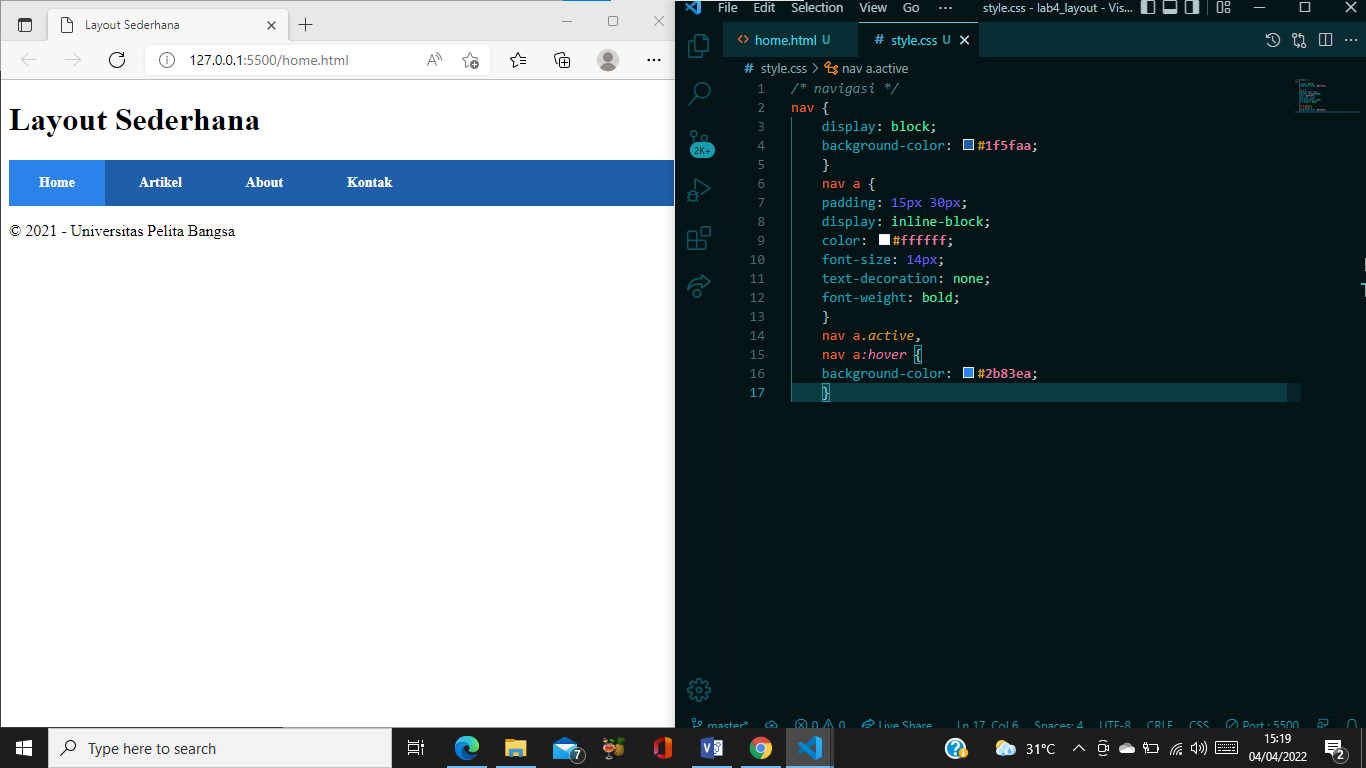 Layout Sederhana
127.0.0.1:5500/home.html
Layout Sederhana
Home Artikel About Kontak
© 2021 - Universitas Pelita Bangsa
File Edit Selection View Go ··· style.css - lab4_layout - Vis...
home.html U # style.css U
# style.css > nav a.active
2K+
1 /* navigasi */
2 nav {
3 display: block;
4 background-color: #1f5faa;
5 }
6 nav a {
7 padding: 15px 30px;
8 display: inline-block;
9 color: #ffffff;
10 font-size: 14px;
11 text-decoration: none;
12 font-weight: bold;
13 }
14 nav a.active,
15 nav a:hover {
16 background-color: #2b83ea;
17 }
master* 0 0 Live Share Ln 17, Col 6 Spaces: 4 UTF-8 CRLF CSS Port : 5500
Type here to search
7
31°C
15:19
04/04/2022
2